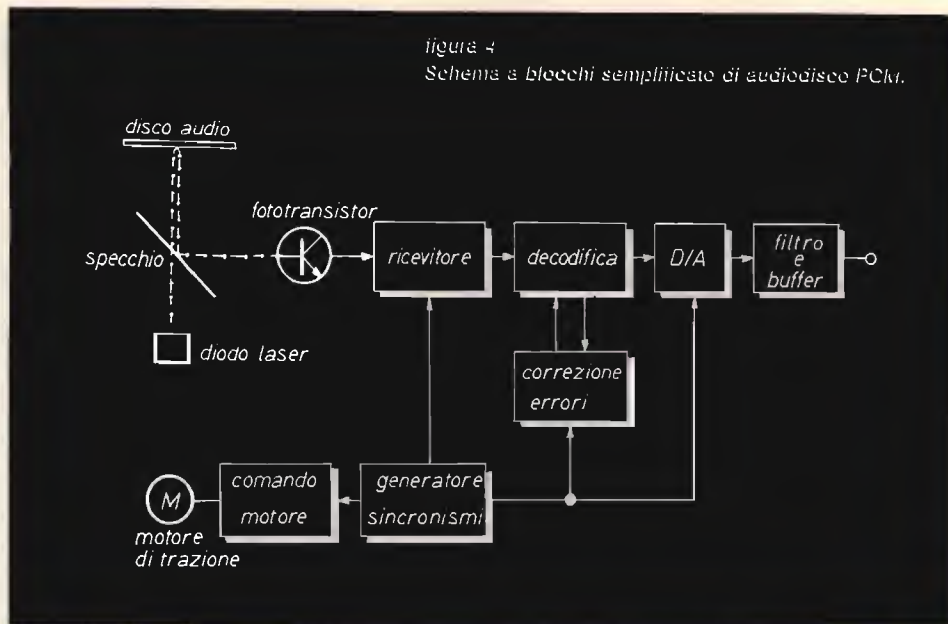 figura 4
Schema a blocchi semplificato di audiodisco PCM.
disco audio
fototransistor
specchio
ricevitore
decodifica
D/A
filtro
e
buffer
diodo laser
correzione
errori
M
comando
motore
generatore
sincronismi
motore
di trazione